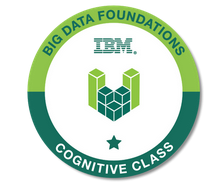 BIG DATA FOUNDATIONS
IBM®
COGNITIVE CLASS